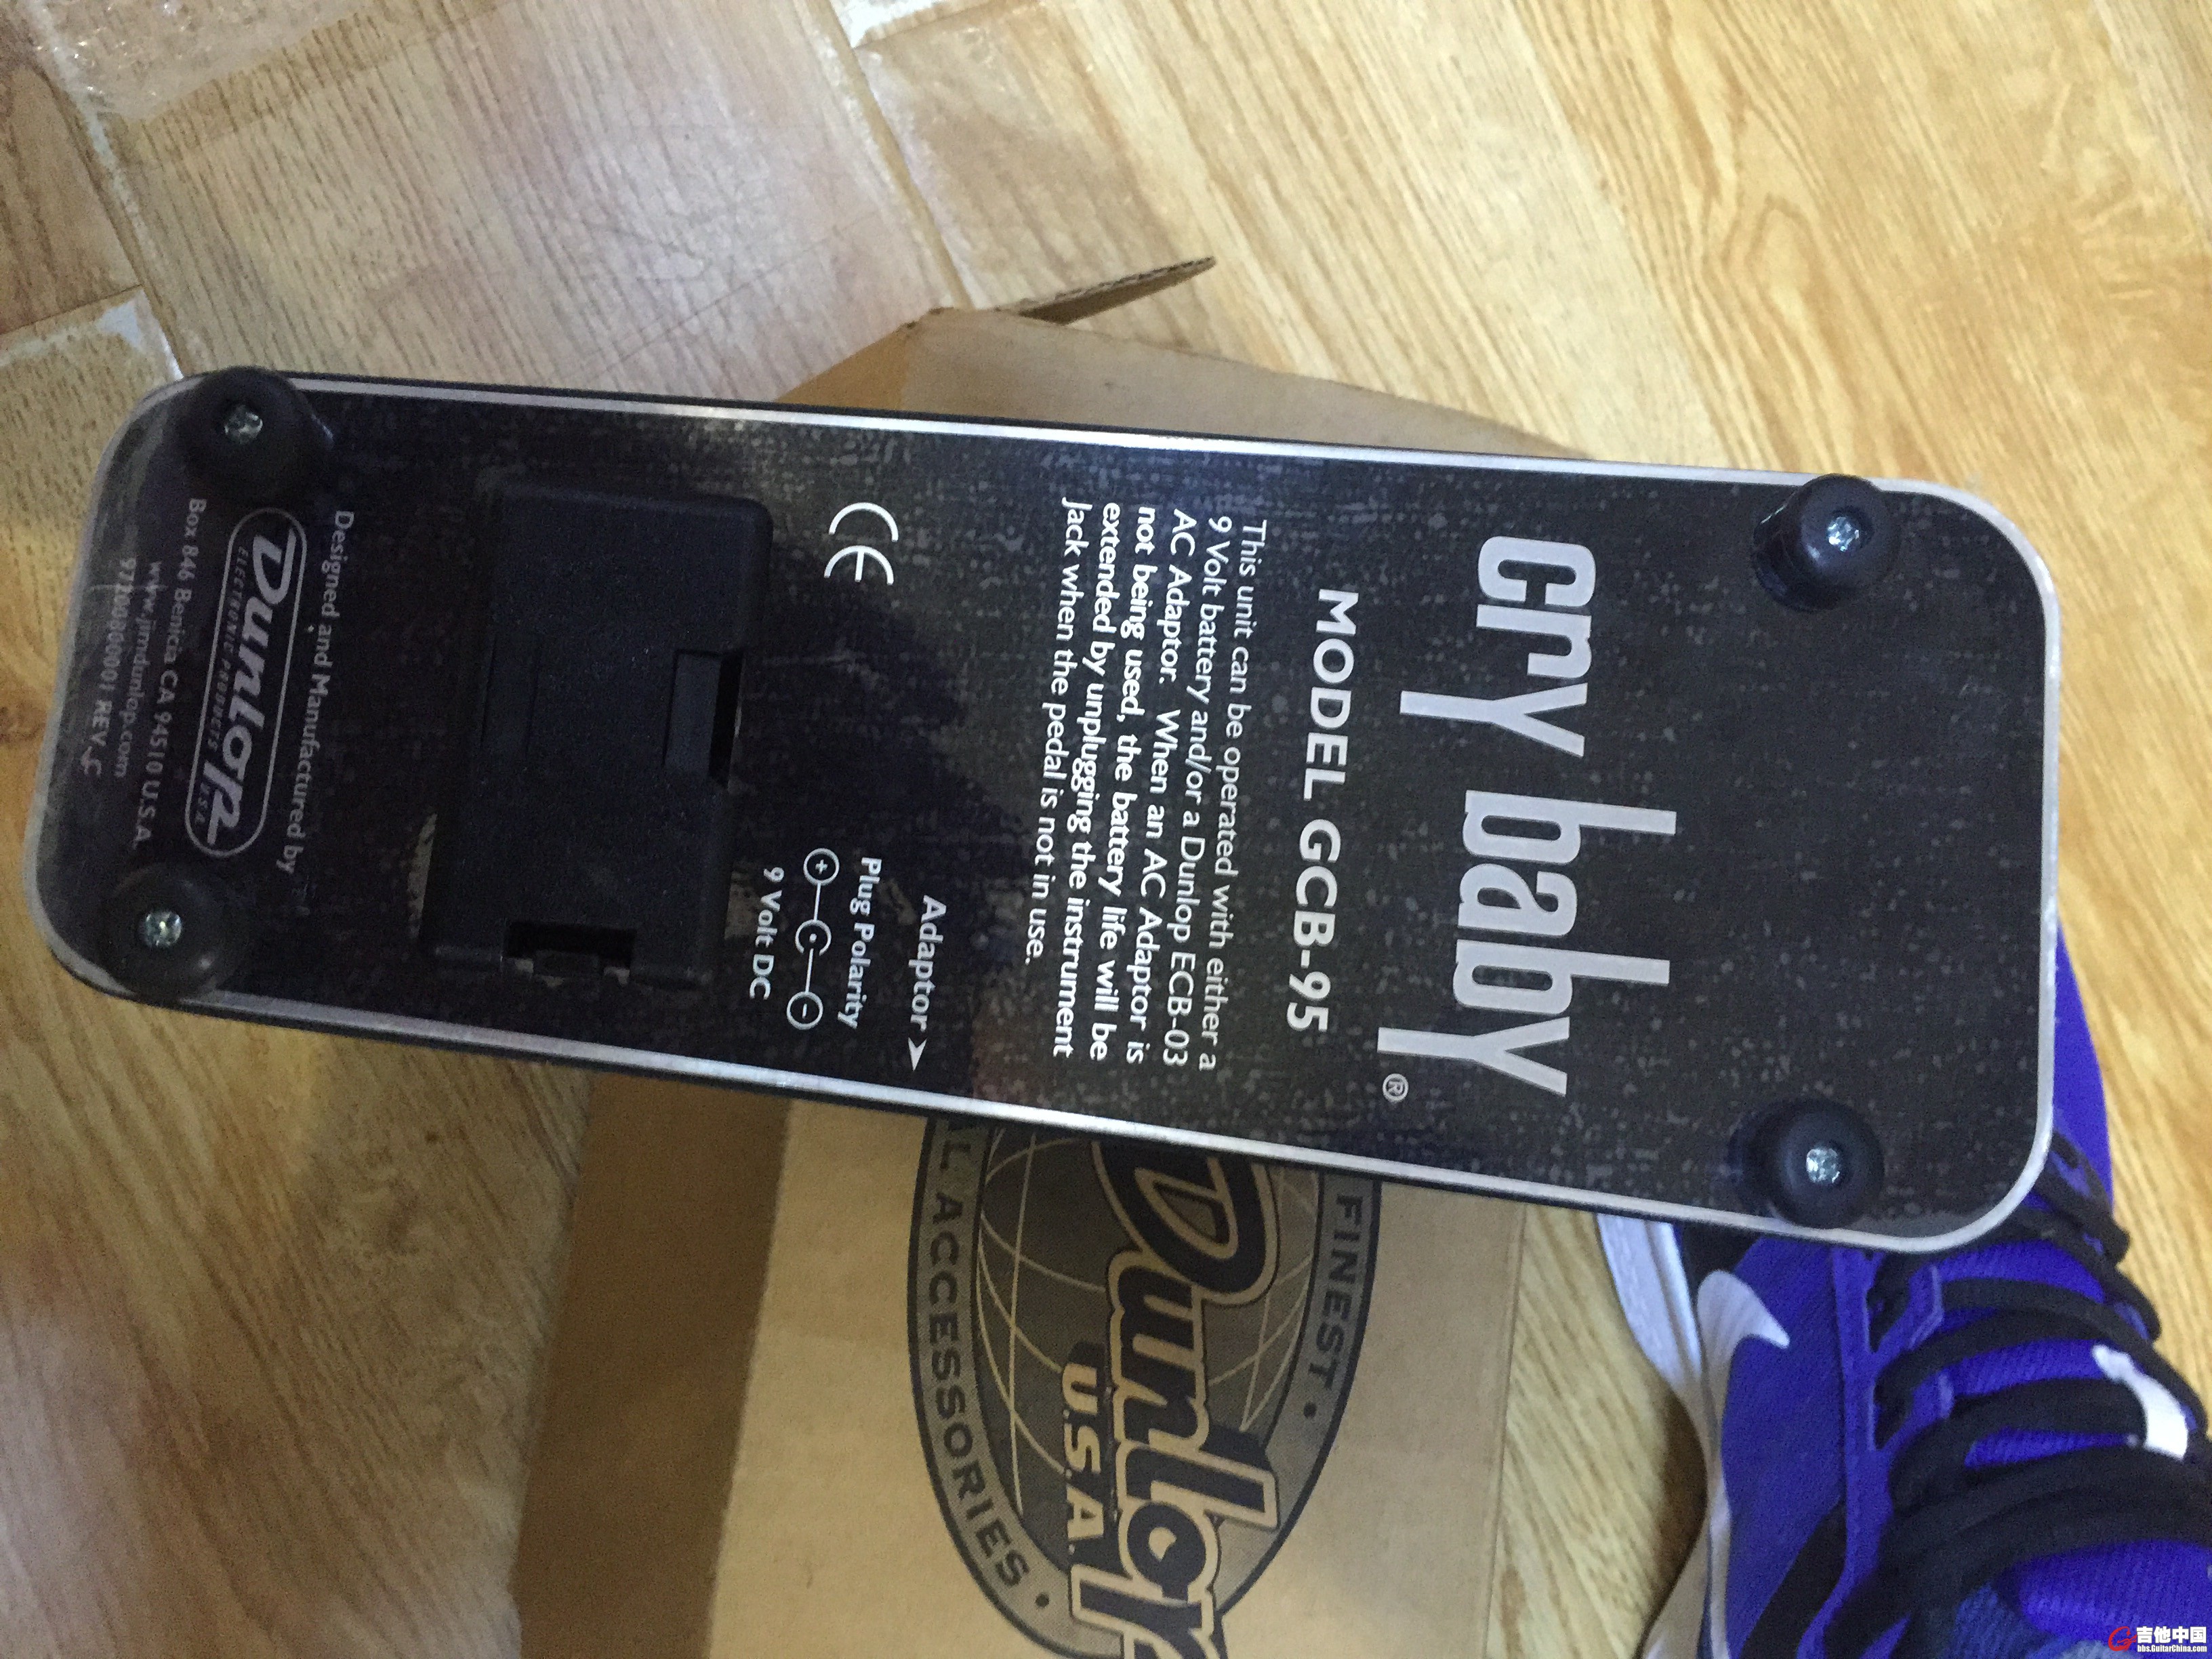 cry baby®
MODEL GCB-95
This unit can be operated with either a
9 Volt battery and/or a Dunlop ECB-03
AC Adaptor. When an AC Adaptor is
not being used, the battery life will be
extended by unplugging the instrument
Jack when the pedal is not in use.
CE
Adaptor ➤
Plug Polarity
+ -
9 Volt DC
Designed and Manufactured by
Dunlop
ELECTRONIC PRODUCTS U.S.A.
Box 846 Benicia CA 94510 U.S.A.
www.jimdunlop.com
REV
FINEST •
Dunlop
U.S.A.
AL ACCESSORIES •
吉他中国
bbs.GuitarChina.com